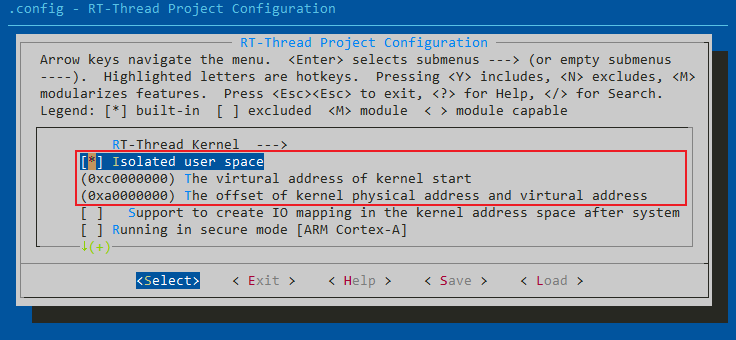 .config - RT-Thread Project Configuration
RT-Thread Project Configuration
Arrow keys navigate the menu.  <Enter> selects submenus ---> (or empty submenus
----).  Highlighted letters are hotkeys.  Pressing <Y> includes, <N> excludes, <M>
modularizes features.  Press <Esc><Esc> to exit, <?> for Help, </> for Search.
Legend: [*] built-in  [ ] excluded  <M> module  < > module capable
RT-Thread Kernel  --->
[*] Isolated user space
(0xc0000000) The virtural address of kernel start
(0xa0000000) The offset of kernel physical address and virtural address
[ ]   Support to create IO mapping in the kernel address space after system
[ ] Running in secure mode [ARM Cortex-A]
↓(+)
<Select>    < Exit >    < Help >    < Save >    < Load >